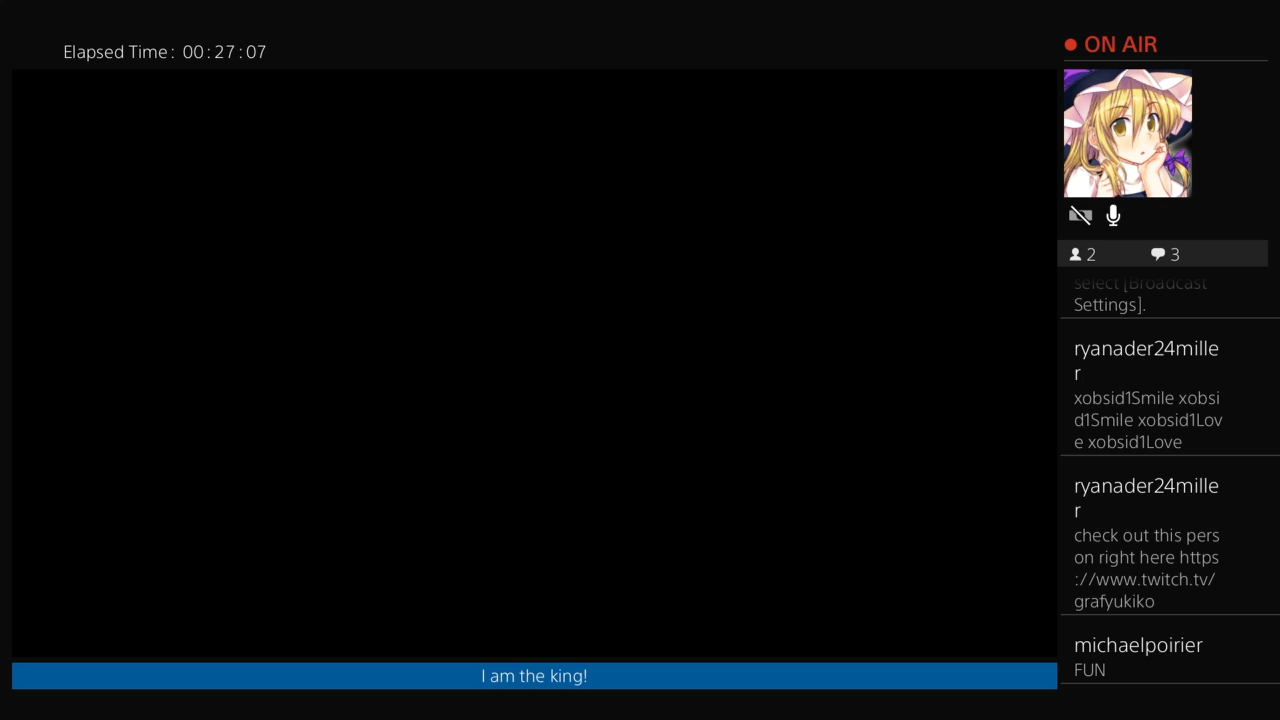 Elapsed Time: 00:27:07
ON AIR
2 3
select [Broadcast
Settings].
ryanader24mille
r
xobsid1Smile xobsi
d1Smile xobsid1Lov
e xobsid1Love
ryanader24mille
r
check out this pers
on right here https
://www.twitch.tv/
grafyukiko
michaelpoirier
FUN
I am the king!